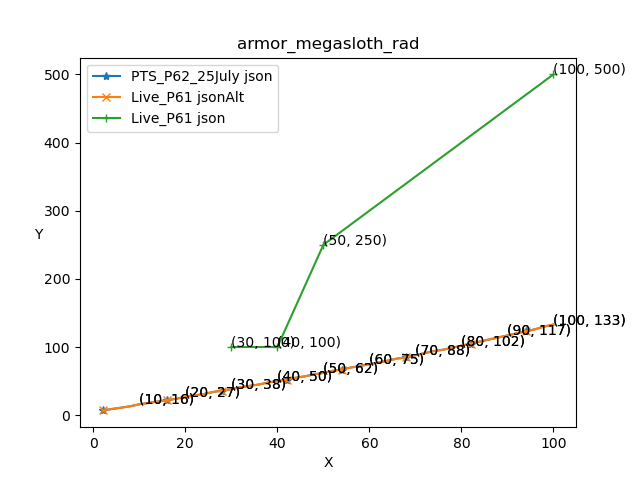 armor_megasloth_rad
PTS_P62_25July json
Live_P61 jsonAlt
Live_P61 json
(100, 500)
(50, 250)
(30, 100)
(40, 100)
(100, 133)
(90, 117)
(80, 102)
(70, 88)
(60, 75)
(50, 62)
(40, 50)
(30, 38)
(20, 27)
(10, 16)
500
400
300
200
100
0
Y
0 20 40 60 80 100
X